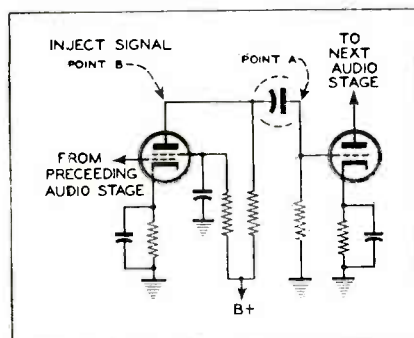 INJECT SIGNAL
POINT B
POINT A
TO
NEXT
AUDIO
STAGE
FROM
PRECEEDING
AUDIO STAGE
B+